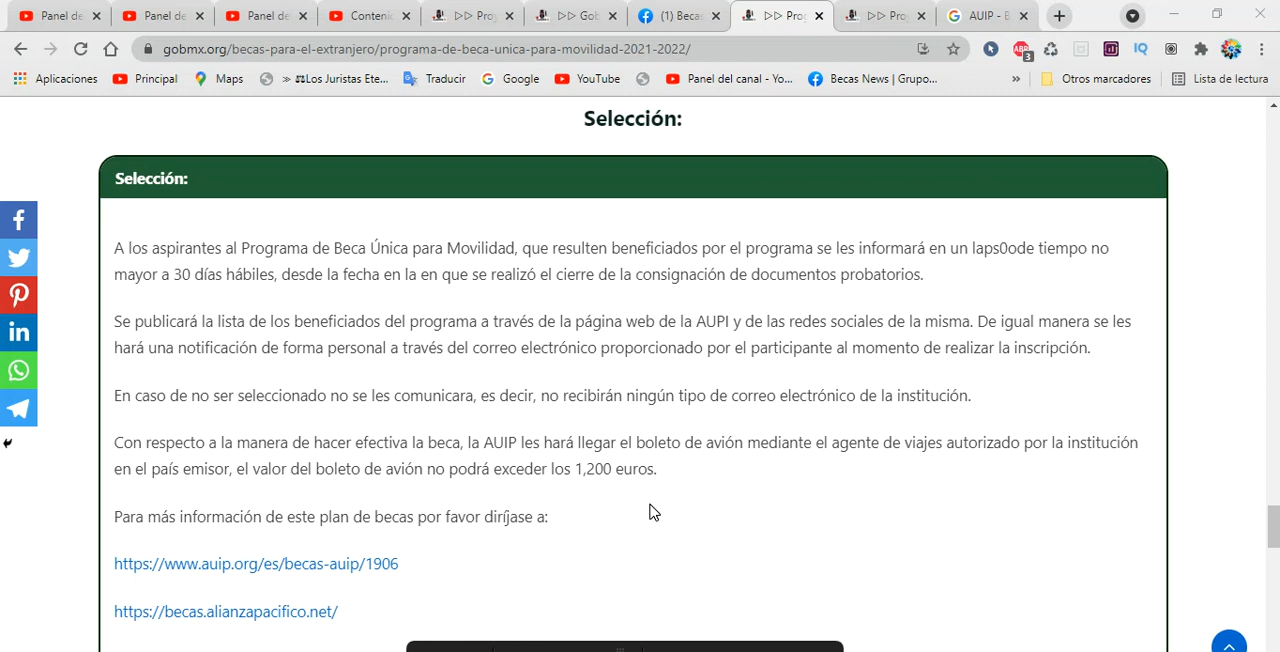 Panel de
Panel de
Panel de
Conteni
>> Pro
>> Gob
(1) Beca
>> Prog
>> Pro
AUIP - B
gobmx.org/becas-para-el-extranjero/programa-de-beca-unica-para-movilidad-2021-2022/
ABP
3
IQ
Aplicaciones
Principal
Maps
» ⚖Los Juristas Ete...
Traducir
Google
YouTube
Panel del canal - Yo...
Becas News | Grupo...
»
Otros marcadores
Lista de lectura
Selección:
Selección:
A los aspirantes al Programa de Beca Única para Movilidad, que resulten beneficiados por el programa se les informará en un laps0ode tiempo no
mayor a 30 días hábiles, desde la fecha en la en que se realizó el cierre de la consignación de documentos probatorios.
Se publicará la lista de los beneficiados del programa a través de la página web de la AUPI y de las redes sociales de la misma. De igual manera se les
hará una notificación de forma personal a través del correo electrónico proporcionado por el participante al momento de realizar la inscripción.
En caso de no ser seleccionado no se les comunicara, es decir, no recibirán ningún tipo de correo electrónico de la institución.
Con respecto a la manera de hacer efectiva la beca, la AUIP les hará llegar el boleto de avión mediante el agente de viajes autorizado por la institución
en el país emisor, el valor del boleto de avión no podrá exceder los 1,200 euros.
Para más información de este plan de becas por favor diríjase a:
https://www.auip.org/es/becas-auip/1906
https://becas.alianzapacifico.net/